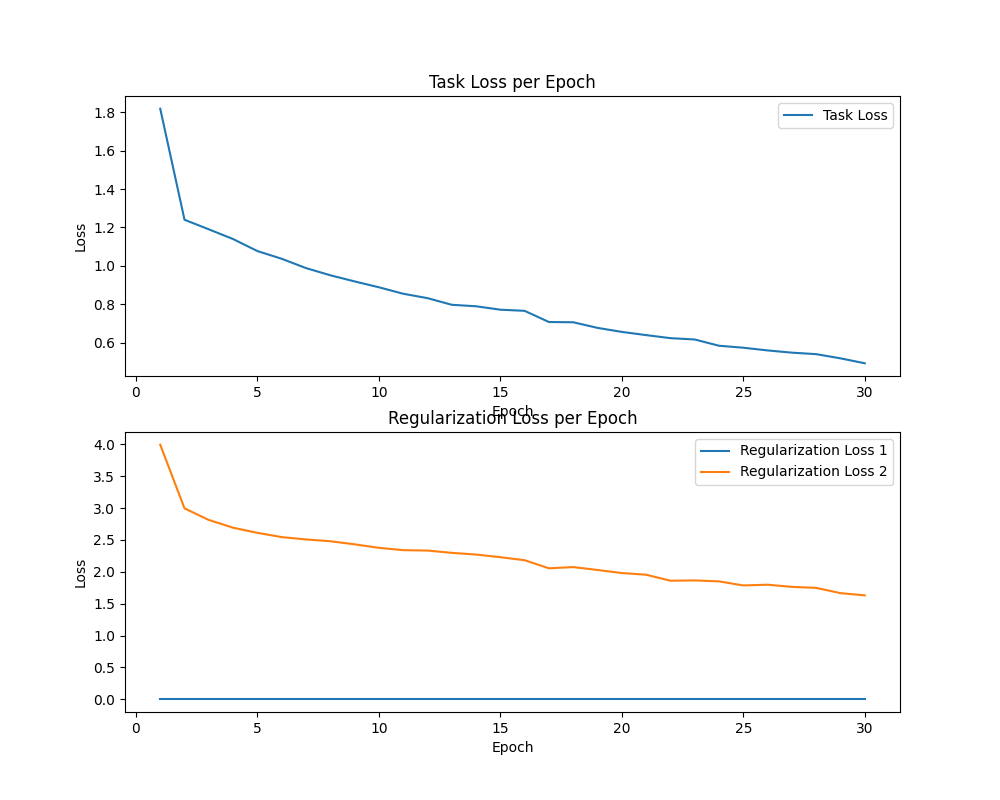 Task Loss per Epoch
Loss
1.8
1.6
1.4
1.2
1.0
0.8
0.6
Task Loss
0 5 10 15 20 25 30
Epoch
Regularization Loss per Epoch
Loss
4.0
3.5
3.0
2.5
2.0
1.5
1.0
0.5
0.0
Regularization Loss 1
Regularization Loss 2
0 5 10 15 20 25 30
Epoch